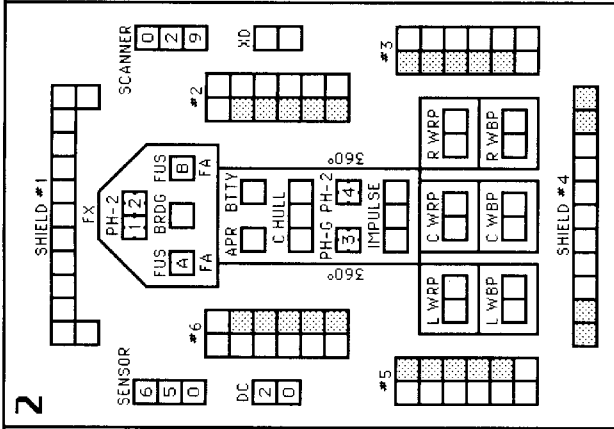 2
SHIELD #1
SENSOR
6 5 0
SCANNER
0 2 9
FX
PH-2
1 2
FUS
A
FA
BRDG
FUS
B
FA
DC
2 0
XD
#6
#2
APR
BTTY
C HULL
360°
360°
PH-G
3
PH-2
4
IMPULSE
#5
#3
L WRP
C WRP
R WRP
L WBP
C WBP
R WBP
SHIELD #4